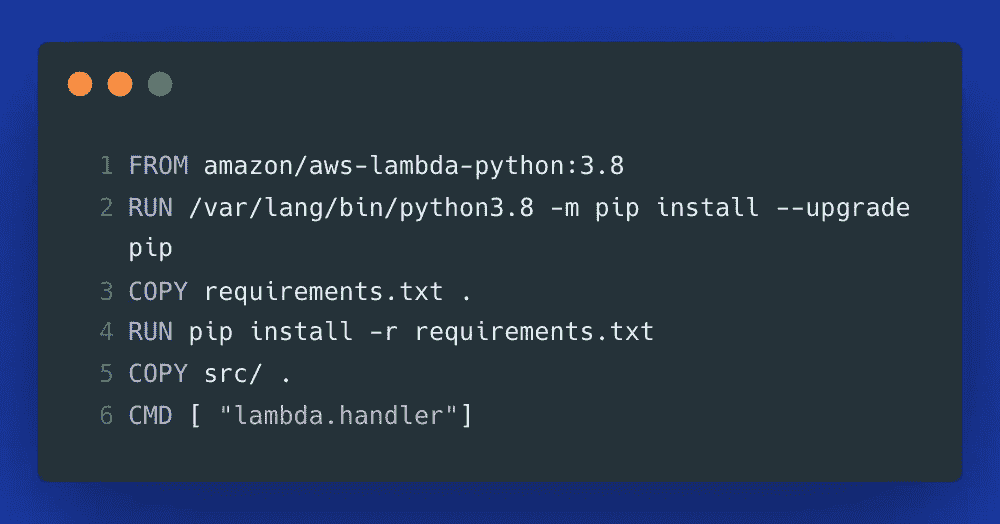 1 FROM amazon/aws-lambda-python:3.8
2 RUN /var/lang/bin/python3.8 -m pip install --upgrade
pip
3 COPY requirements.txt .
4 RUN pip install -r requirements.txt
5 COPY src/ .
6 CMD [ "lambda.handler"]